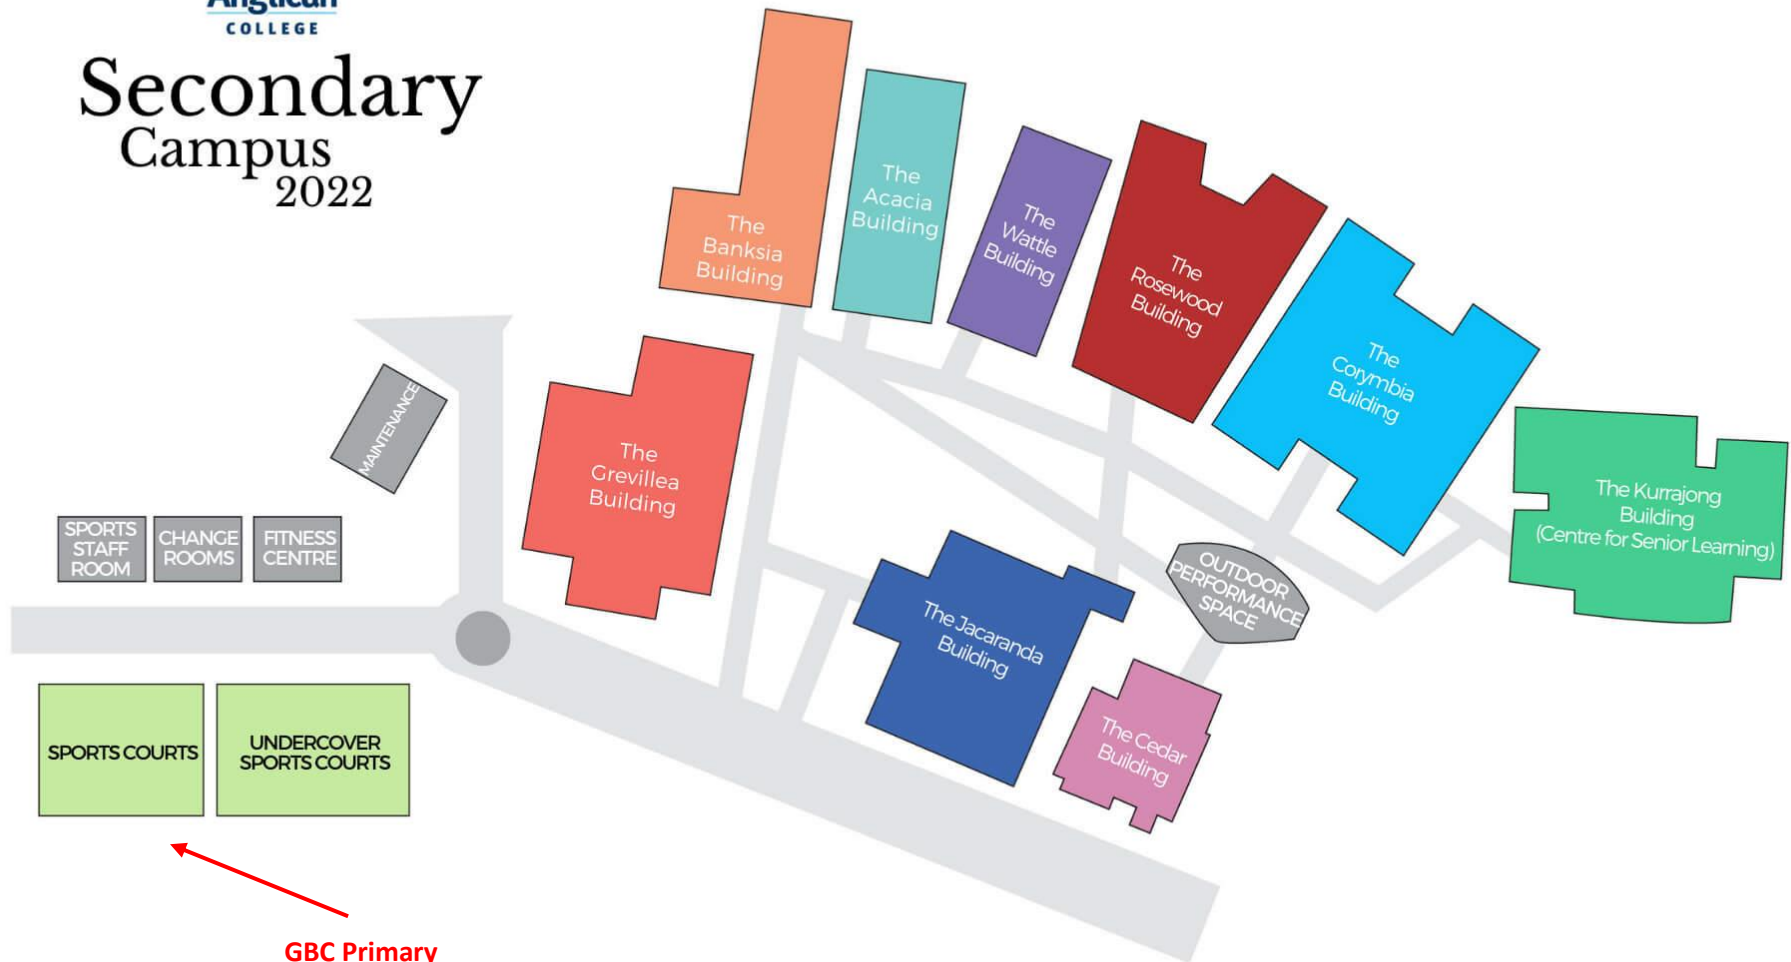 Anglican
COLLEGE
Secondary
Campus
2022
The
Banksia
Building
The
Acacia
Building
The
Wattle
Building
The
Rosewood
Building
The
Corymbia
Building
The Kurrajong
Building
(Centre for Senior Learning)
The
Grevillea
Building
MAINTENANCE
SPORTS
STAFF
ROOM
CHANGE
ROOMS
FITNESS
CENTRE
OUTDOOR
PERFORMANCE
SPACE
The Jacaranda
Building
The Cedar
Building
SPORTS COURTS
UNDERCOVER
SPORTS COURTS
GBC Primary